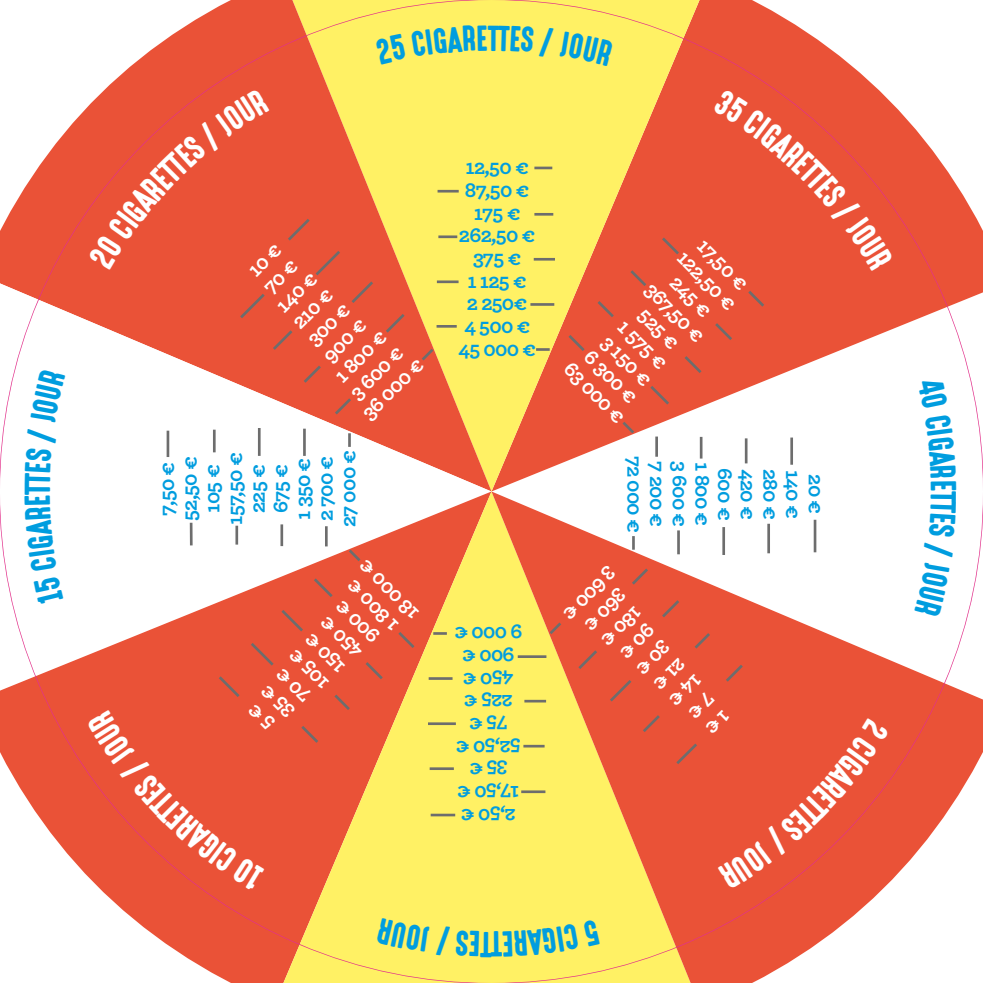 25 CIGARETTES / JOUR
12,50 €
87,50 €
175 €
262,50 €
375 €
1 125 €
2 250€
4 500 €
45 000 €
35 CIGARETTES / JOUR
17,50 €
122,50 €
245 €
367,50 €
525 €
1 575 €
3 150 €
6 300 €
63 000 €
40 CIGARETTES / JOUR
20 €
140 €
280 €
420 €
600 €
1 800 €
3 600 €
7 200 €
72 000 €
2 CIGARETTES / JOUR
1 €
7 €
14 €
21 €
30 €
90 €
180 €
360 €
3 600 €
5 CIGARETTES / JOUR
2,50 €
17,50 €
35 €
52,50 €
75 €
225 €
450 €
900 €
9 000 €
10 CIGARETTES / JOUR
5 €
35 €
70 €
105 €
150 €
450 €
900 €
1 800 €
18 000 €
15 CIGARETTES / JOUR
7,50 €
52,50 €
105 €
157,50 €
225 €
675 €
1 350 €
2 700 €
27 000 €
20 CIGARETTES / JOUR
10 €
70 €
140 €
210 €
300 €
900 €
1 800 €
3 600 €
36 000 €